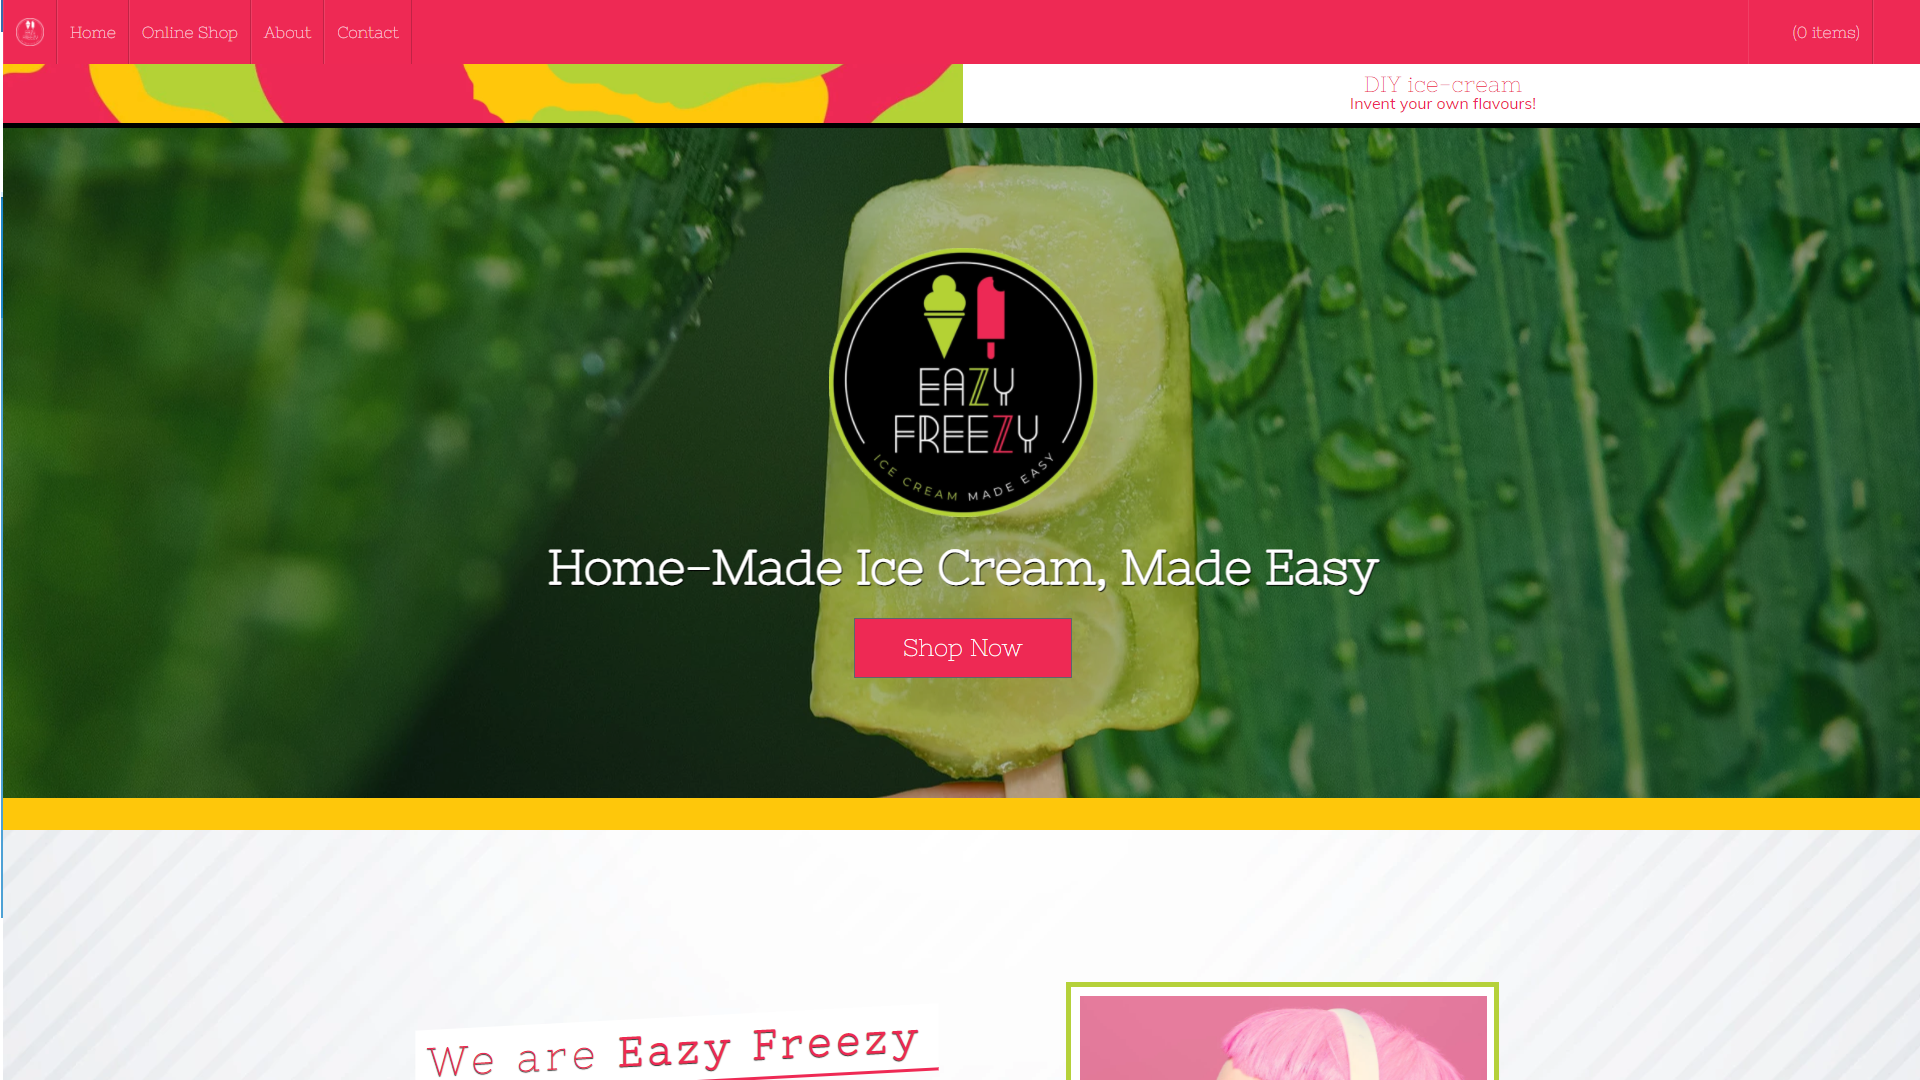 Home
Online Shop
About
Contact
(0 items)
DIY ice-cream
Invent your own flavours!
EAZY
FREEZY
ICE CREAM MADE EASY
Home-Made Ice Cream, Made Easy
Shop Now
We are Eazy Freezy